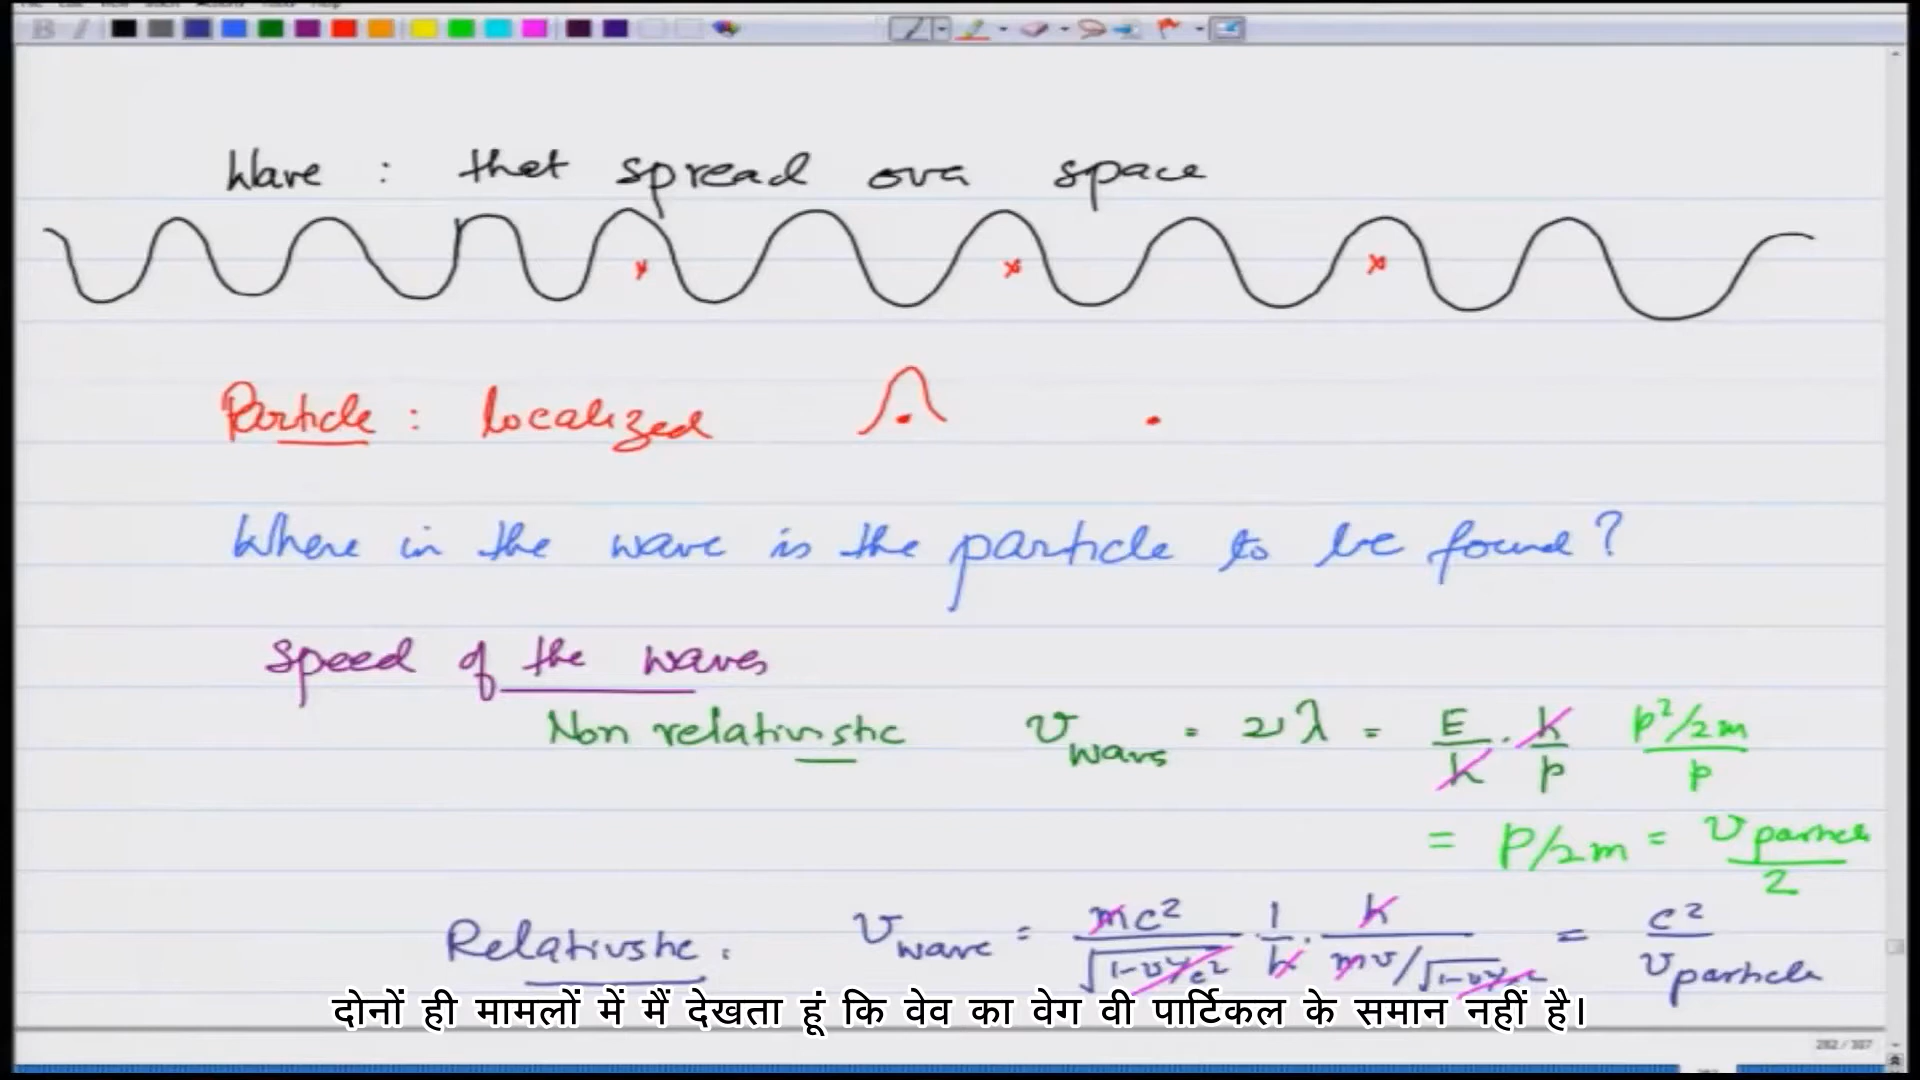 Wave : that spread over space
Particle : localized
Where in the wave is the particle to be found?
Speed of the waves
Non relativistic v_wave = νλ = E/h · h/p p²/2m / p
= p/2m = v_particle / 2
Relativistic : v_wave = mc²/√1-v²/c² · 1/h · h/mv/√1-v²/c² = c²/v_particle
दोनों ही मामलों में मैं देखता हूं कि वेव का वेग वी पार्टिकल के समान नहीं है।
282 / 307